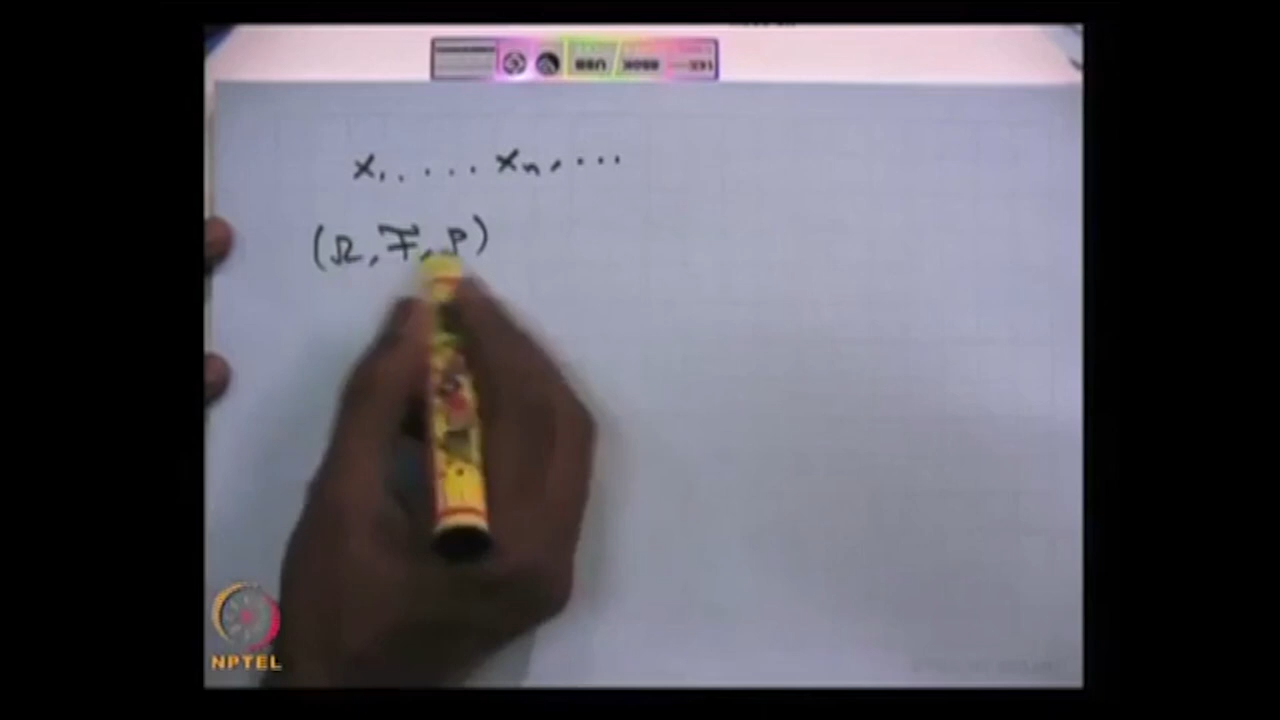 x₁, .... xₙ, ...
(Ω, F, P)
NPTEL